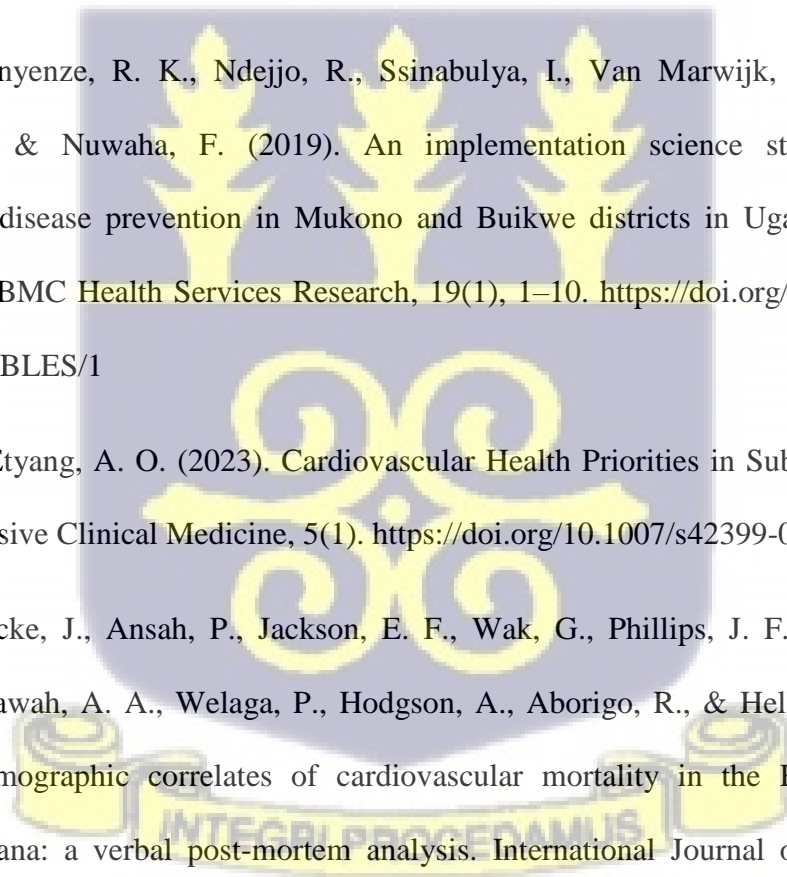 nyenze, R. K., Ndejjo, R., Ssinabulya, I., Van Marwijk,
& Nuwaha, F. (2019). An implementation science st
disease prevention in Mukono and Buikwe districts in Uga
BMC Health Services Research, 19(1), 1–10. https://doi.org/
BLES/1
Etyang, A. O. (2023). Cardiovascular Health Priorities in Sub
sive Clinical Medicine, 5(1). https://doi.org/10.1007/s42399-0
cke, J., Ansah, P., Jackson, E. F., Wak, G., Phillips, J. F.
awah, A. A., Welaga, P., Hodgson, A., Aborigo, R., & Hel
mographic correlates of cardiovascular mortality in the
ana: a verbal post-mortem analysis. International Journal o
INTEGRI PROCEDAMUS